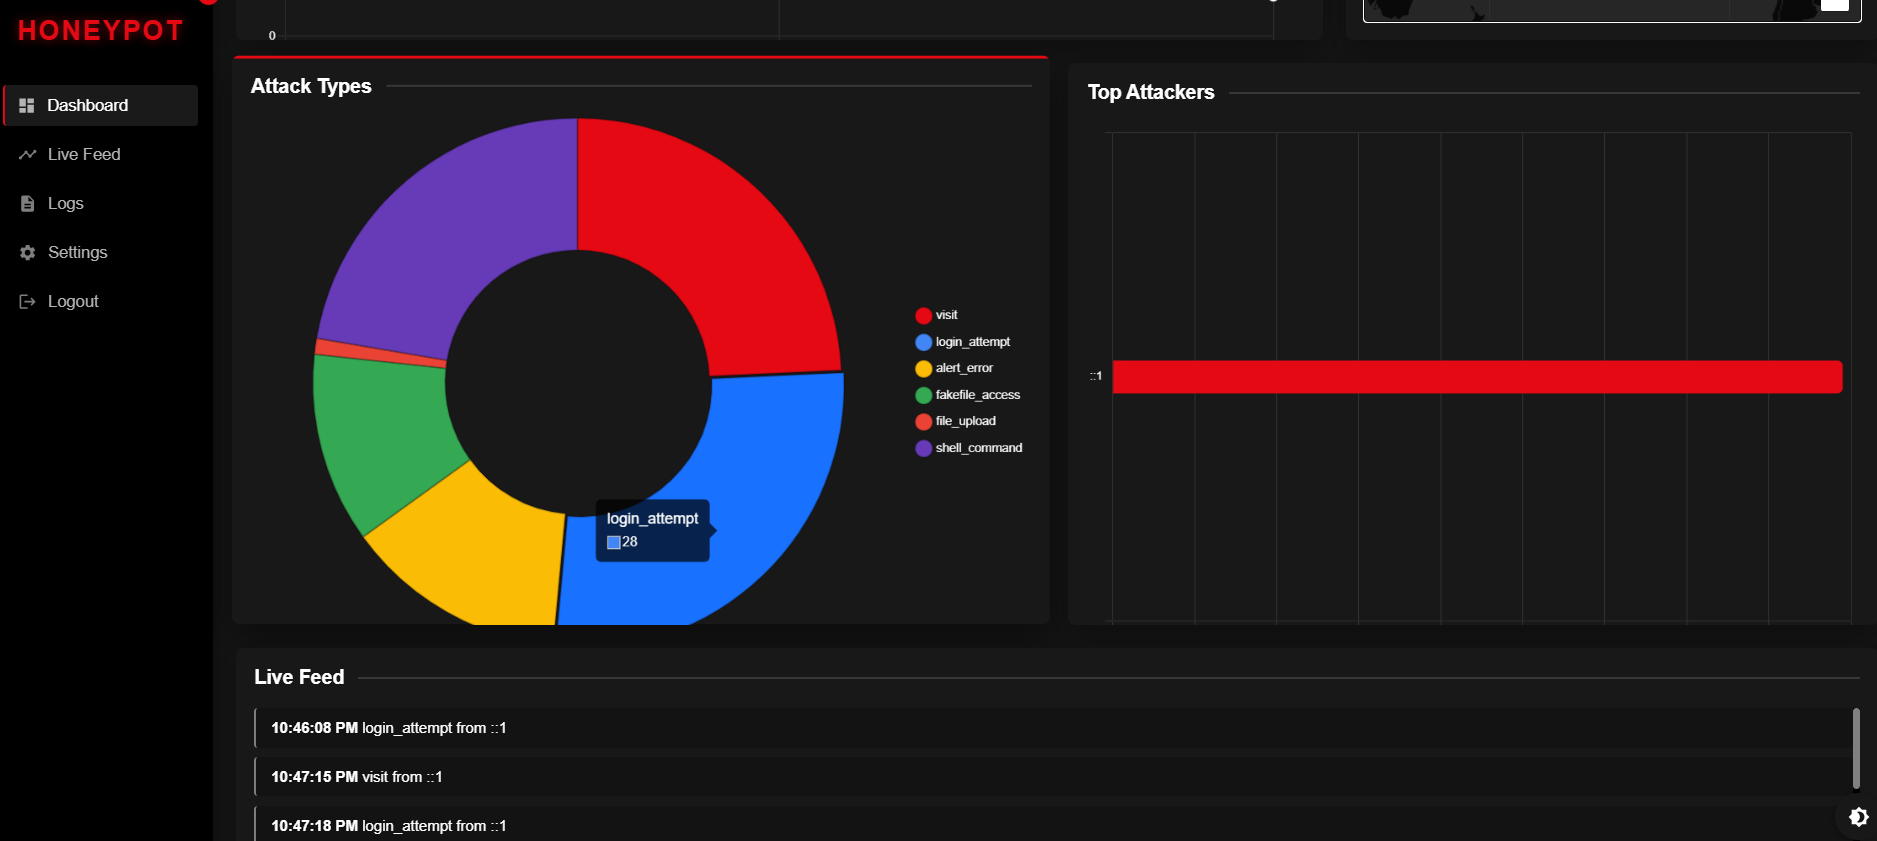 HONEYPOT
Dashboard
Live Feed
Logs
Settings
Logout
0
Attack Types
visit
login_attempt
alert_error
fakefile_access
file_upload
shell_command
login_attempt
28
Top Attackers
::1
Live Feed
10:46:08 PM login_attempt from ::1
10:47:15 PM visit from ::1
10:47:18 PM login_attempt from ::1